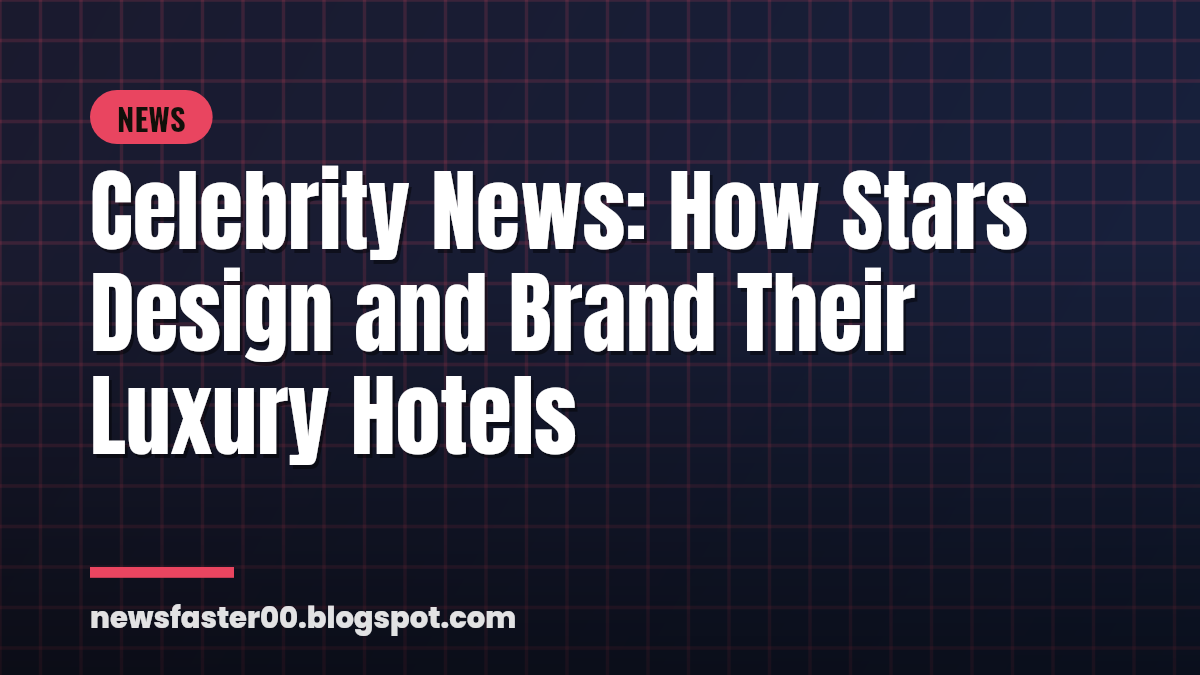 NEWS
Celebrity News: How Stars
Design and Brand Their
Luxury Hotels
newsfaster00.blogspot.com